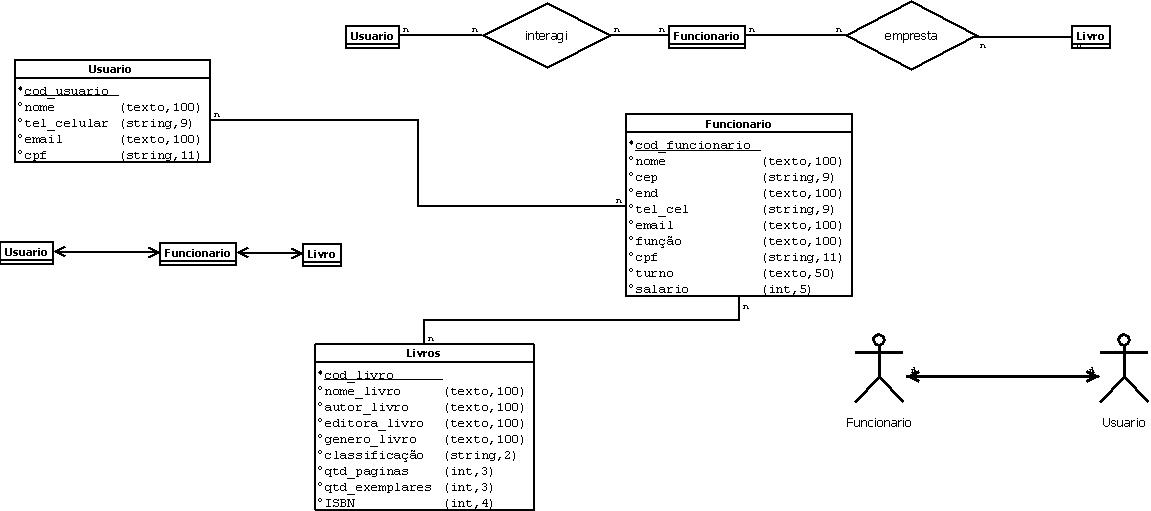 Usuario n n interagi n n Funcionario n n empresta n n Livro
Usuario
*cod_usuario
°nome (texto,100)
°tel_celular (string,9)
°email (texto,100)
°cpf (string,11)
n
n
Funcionario
*cod_funcionario
°nome (texto,100)
°cep (string,9)
°end (texto,100)
°tel_cel (string,9)
°email (texto,100)
°função (texto,100)
°cpf (string,11)
°turno (texto,50)
°salario (int,5)
Usuario Funcionario Livro
n
n
Livros
*cod_livro
°nome_livro (texto,100)
°autor_livro (texto,100)
°editora_livro (texto,100)
°genero_livro (texto,100)
°classificação (string,2)
°qtd_paginas (int,3)
°qtd_exemplares (int,3)
°ISBN (int,4)
Funcionario Usuario